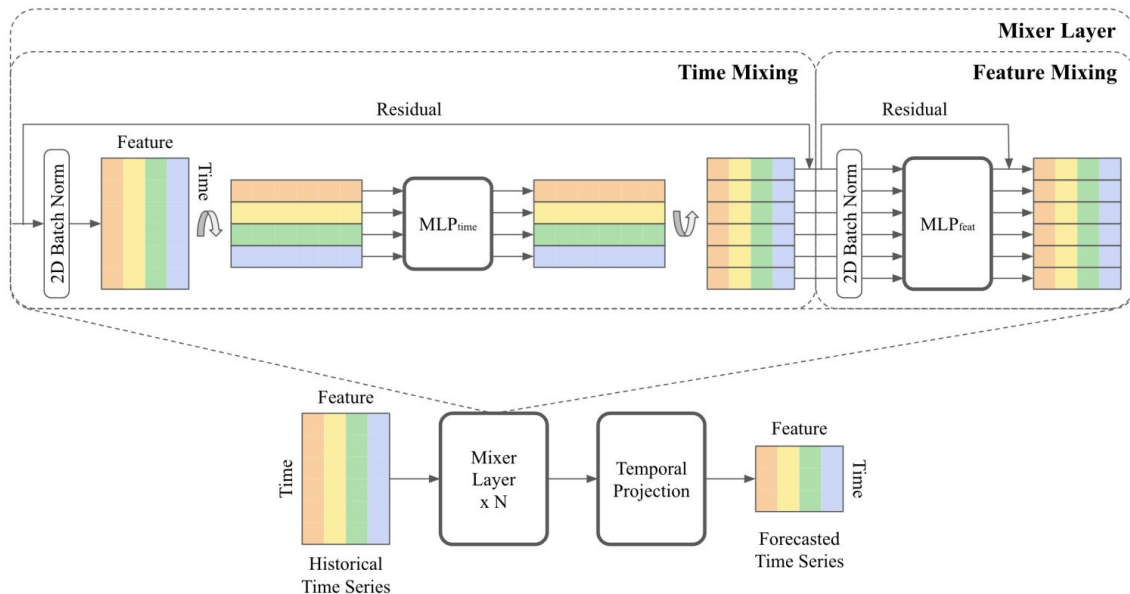 Mixer Layer
Time Mixing
Feature Mixing
Residual
Residual
2D Batch Norm
Feature
Time
MLPtime
2D Batch Norm
MLPfeat
Feature
Time
Historical
Time Series
Mixer
Layer
x N
Temporal
Projection
Feature
Time
Forecasted
Time Series